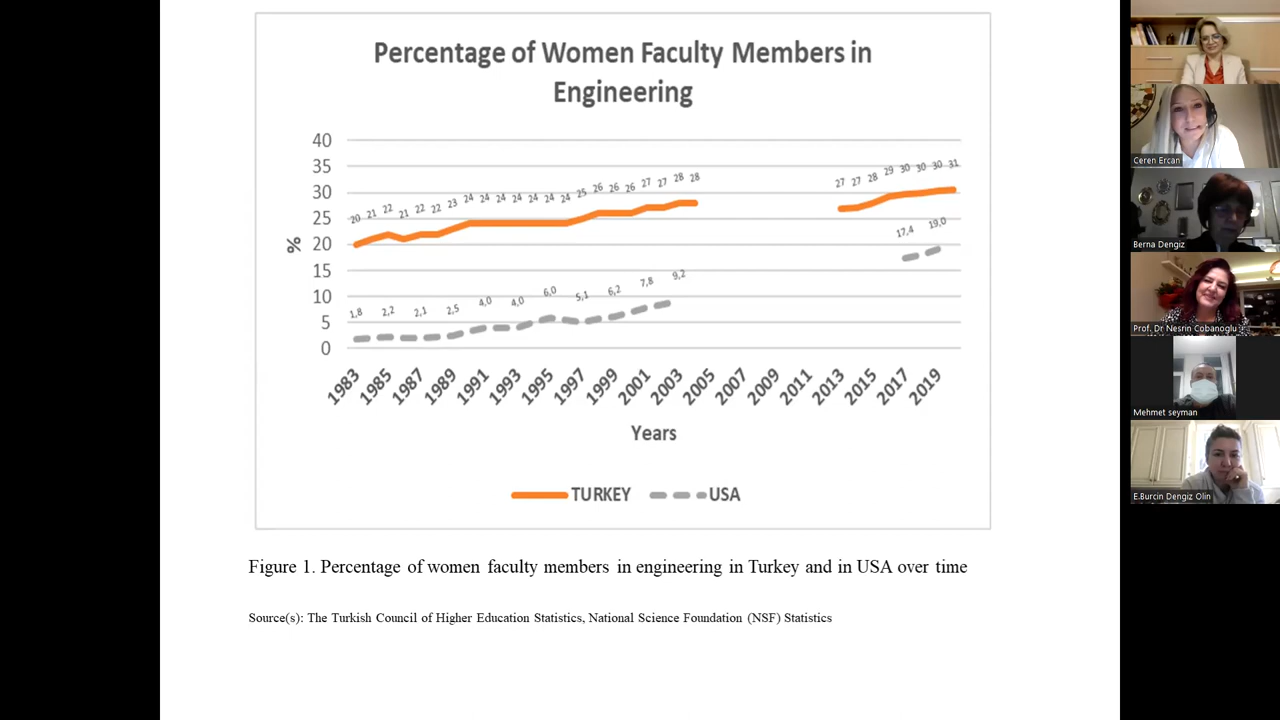 Percentage of Women Faculty Members in
Engineering
40
35
30
25
20
15
10
5
0
%
20 21 22 21 22 22 23 24 24 24 24 24 24 24 25 26 26 26 27 27 28 28 27 27 28 29 30 30 30 31
1,8 2,2 2,1 2,5 4,0 4,0 6,0 5,1 6,2 7,8 9,2 17,4 19,0
1983 1985 1987 1989 1991 1993 1995 1997 1999 2001 2003 2005 2007 2009 2011 2013 2015 2017 2019
Years
TURKEY USA
Figure 1. Percentage of women faculty members in engineering in Turkey and in USA over time
Source(s): The Turkish Council of Higher Education Statistics, National Science Foundation (NSF) Statistics
Ceren Ercan
Berna Dengiz
Prof. Dr Nesrin Cobanoglu
Mehmet seyman
E.Burcin Dengiz Olin